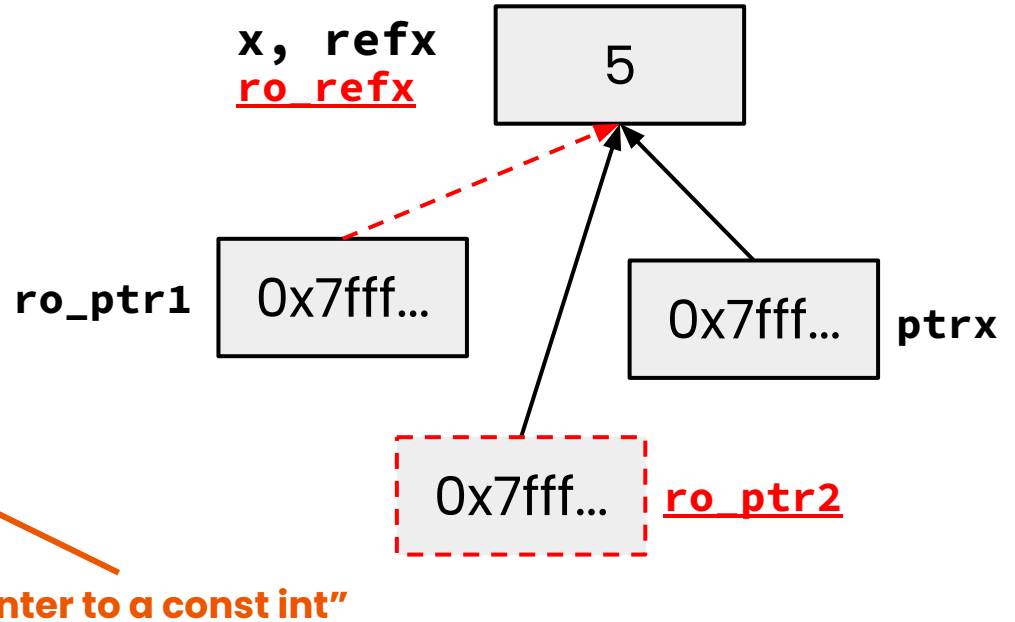 x, refx
ro_refx
5
ro_ptr1
0x7fff...
0x7fff...
ptrx
0x7fff...
ro_ptr2
nter to a const int”